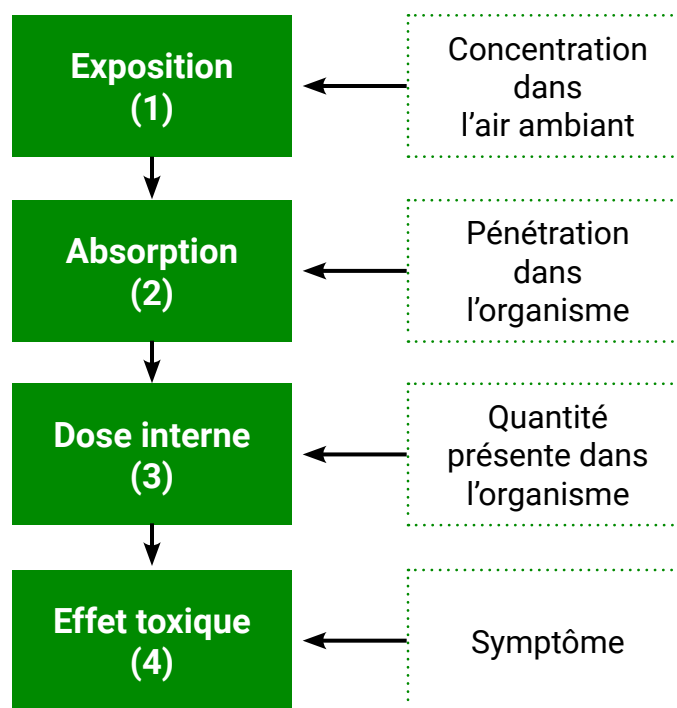 Exposition
(1)
Concentration
dans
l’air ambiant
Absorption
(2)
Pénétration
dans
l’organisme
Dose interne
(3)
Quantité
présente dans
l’organisme
Effet toxique
(4)
Symptôme